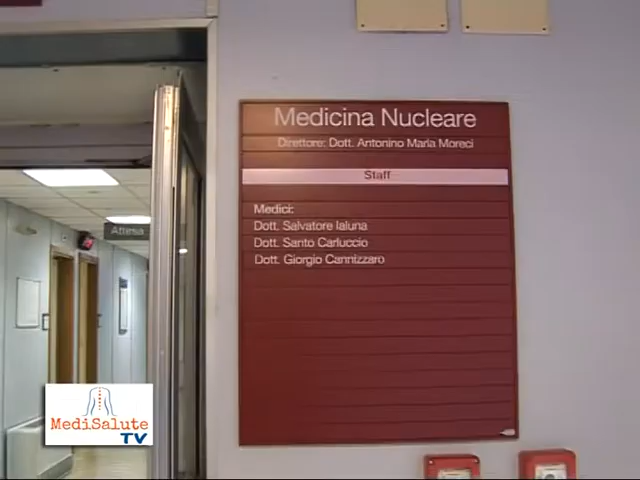 Medicina Nucleare
Direttore: Dott. Antonino Maria Moreci
Staff
Medici:
Dott. Salvatore Ialuna
Dott. Santo Carluccio
Dott. Giorgio Cannizzaro
Attesa
MediSalute
TV